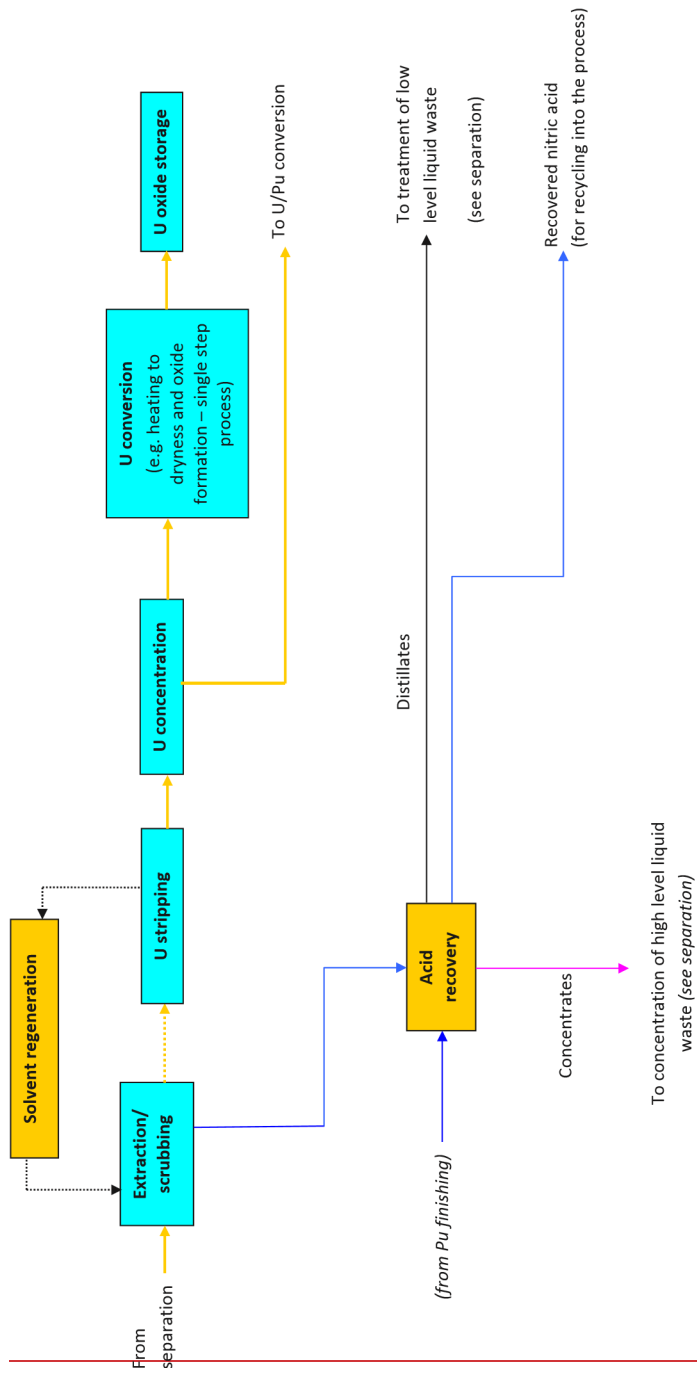 Solvent regeneration
From
separation
Extraction/
scrubbing
U stripping
U concentration
U conversion
(e.g. heating to
dryness and oxide
formation – single step
process)
U oxide storage
To U/Pu conversion
(from Pu finishing)
Acid
recovery
Distillates
To treatment of low
level liquid waste
(see separation)
Recovered nitric acid
(for recycling into the process)
Concentrates
To concentration of high level liquid
waste (see separation)